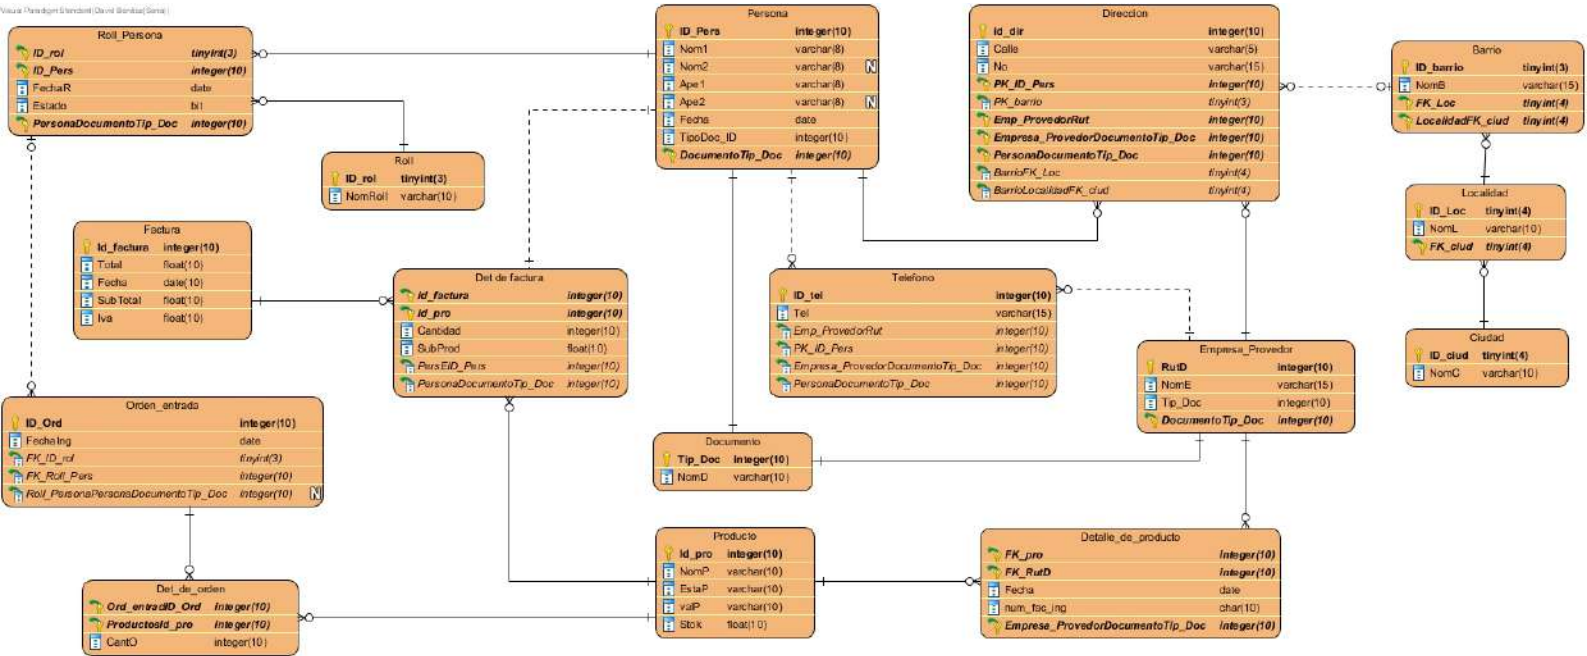 Visual Paradigm Standard(David Benitez(Sena))
Roll_Persona
ID_rol tinyint(3)
ID_Pers integer(10)
FechaR date
Estado bit
PersonaDocumentoTip_Doc integer(10)
Persona
ID_Pers integer(10)
Nom1 varchar(8)
Nom2 varchar(8) N
Ape1 varchar(8)
Ape2 varchar(8) N
Fecha date
TipoDoc_ID integer(10)
DocumentoTip_Doc integer(10)
Direccion
Id_dir integer(10)
Calle varchar(5)
No varchar(15)
PK_ID_Pers integer(10)
PK_barrio tinyint(3)
Emp_ProvedorRut integer(10)
Empresa_ProvedorDocumentoTip_Doc integer(10)
PersonaDocumentoTip_Doc integer(10)
BarrioFK_Loc tinyint(4)
BarrioLocalidadFK_ciud tinyint(4)
Barrio
ID_barrio tinyint(3)
NomB varchar(15)
FK_Loc tinyint(4)
LocalidadFK_ciud tinyint(4)
Roll
ID_rol tinyint(3)
NomRoll varchar(10)
Localidad
ID_Loc tinyint(4)
NomL varchar(10)
FK_ciud tinyint(4)
Factura
Id_factura integer(10)
Total float(10)
Fecha date(10)
SubTotal float(10)
Iva float(10)
Det de factura
Id_factura integer(10)
Id_pro integer(10)
Cantidad integer(10)
SubProd float(10)
PersEID_Pers integer(10)
PersonaDocumentoTip_Doc integer(10)
Telefono
ID_tel integer(10)
Tel varchar(15)
Emp_ProvedorRut integer(10)
PK_ID_Pers integer(10)
Empresa_ProvedorDocumentoTip_Doc integer(10)
PersonaDocumentoTip_Doc integer(10)
Ciudad
ID_ciud tinyint(4)
NomC varchar(10)
Empresa_Provedor
RutD integer(10)
NomE varchar(15)
Tip_Doc integer(10)
DocumentoTip_Doc integer(10)
Orden_entrada
ID_Ord integer(10)
FechaIng date
FK_ID_rol tinyint(3)
FK_Roll_Pers integer(10)
Roll_PersonaPersonaDocumentoTip_Doc integer(10) N
Documento
Tip_Doc integer(10)
NomD varchar(10)
Producto
Id_pro integer(10)
NomP varchar(10)
EstaP varchar(10)
valP varchar(10)
Stok float(10)
Detalle_de_producto
FK_pro integer(10)
FK_RutD integer(10)
Fecha date
num_fac_ing char(10)
Empresa_ProvedorDocumentoTip_Doc integer(10)
Det_de_orden
Ord_entradID_Ord integer(10)
ProductosId_pro integer(10)
CantO integer(10)